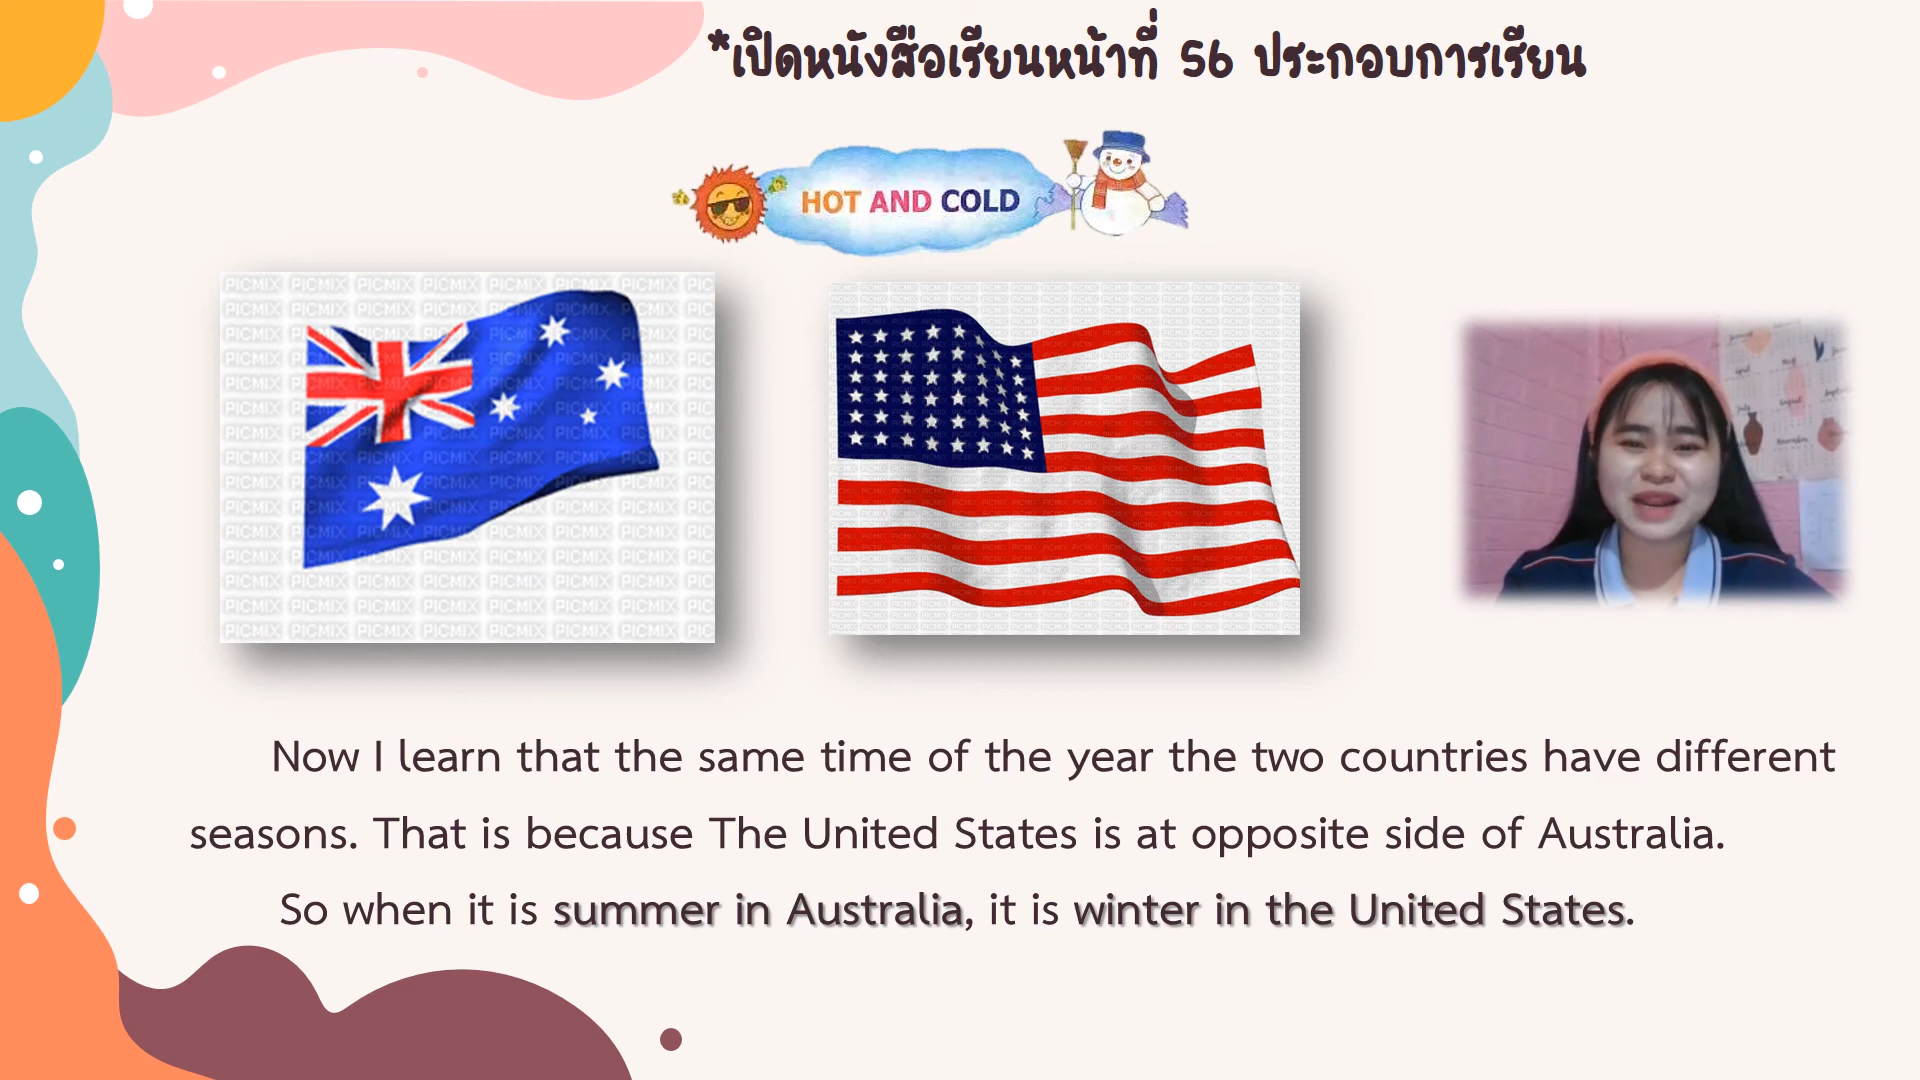 *เปิดหนังสือเรียนหน้าที่ 56 ประกอบการเรียน
HOT AND COLD
Now I learn that the same time of the year the two countries have different
seasons. That is because The United States is at opposite side of Australia.
So when it is summer in Australia, it is winter in the United States.